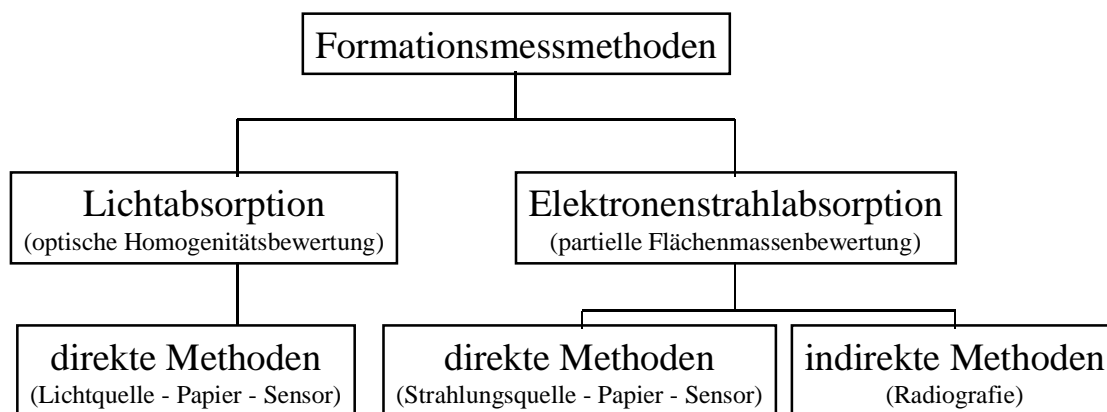 Formationsmessmethoden
Lichtabsorption
(optische Homogenitätsbewertung)
Elektronenstrahlabsorption
(partielle Flächenmassenbewertung)
direkte Methoden
(Lichtquelle - Papier - Sensor)
direkte Methoden
(Strahlungsquelle - Papier - Sensor)
indirekte Methoden
(Radiografie)